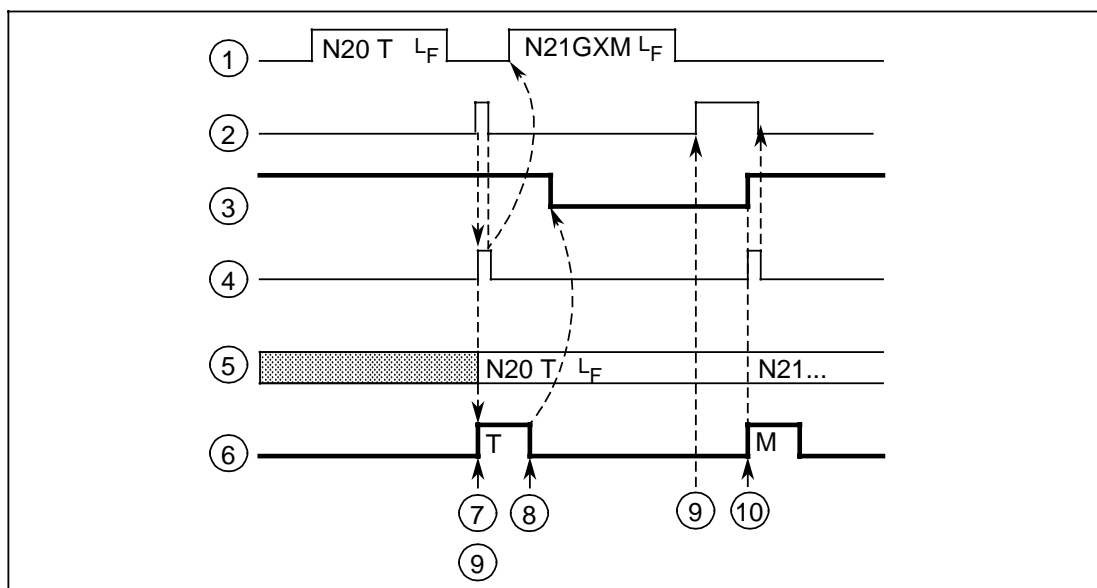 ① N20 T LF N21GXM LF
②
③
④
⑤ N20 T LF N21...
⑥ T M
⑦ ⑧ ⑨ ⑩
⑨